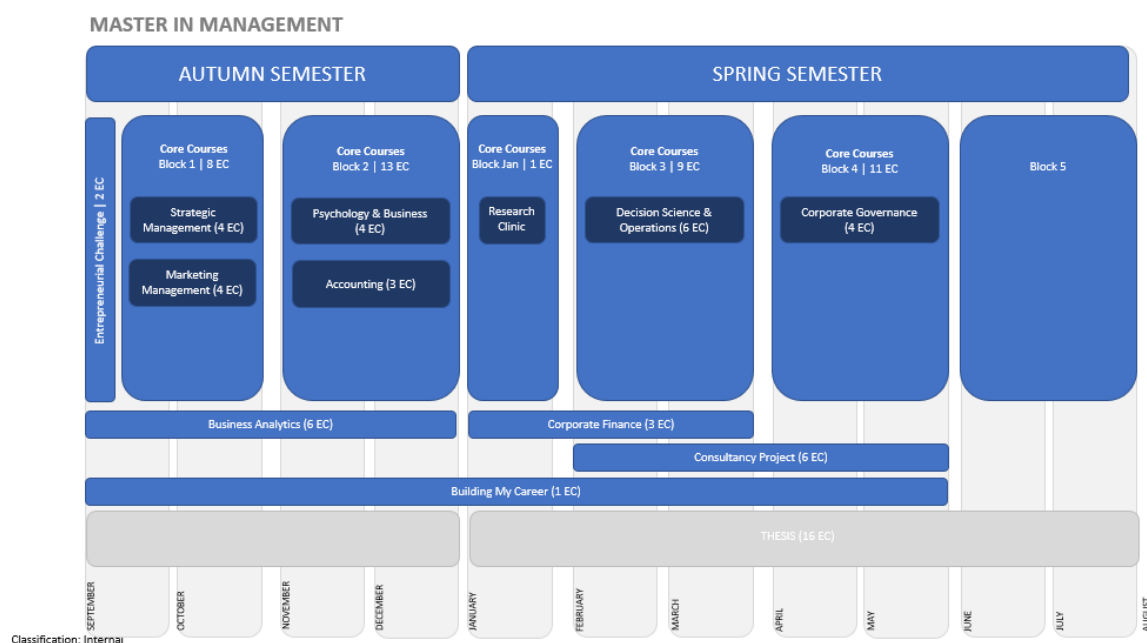 MASTER IN MANAGEMENT
AUTUMN SEMESTER
SPRING SEMESTER
Entrepreneurial Challenge | 2 EC
Core Courses
Block 1 | 8 EC
Strategic
Management (4 EC)
Marketing
Management (4 EC)
Core Courses
Block 2 | 13 EC
Psychology & Business
(4 EC)
Accounting (3 EC)
Core Courses
Block Jan | 1 EC
Research
Clinic
Core Courses
Block 3 | 9 EC
Decision Science &
Operations (6 EC)
Core Courses
Block 4 | 11 EC
Corporate Governance
(4 EC)
Block 5
Business Analytics (6 EC)
Corporate Finance (3 EC)
Consultancy Project (6 EC)
Building My Career (1 EC)
THESIS (16 EC)
SEPTEMBER
OCTOBER
NOVEMBER
DECEMBER
JANUARY
FEBRUARY
MARCH
APRIL
MAY
JUNE
JULY
AUGUST
Classification: Internal